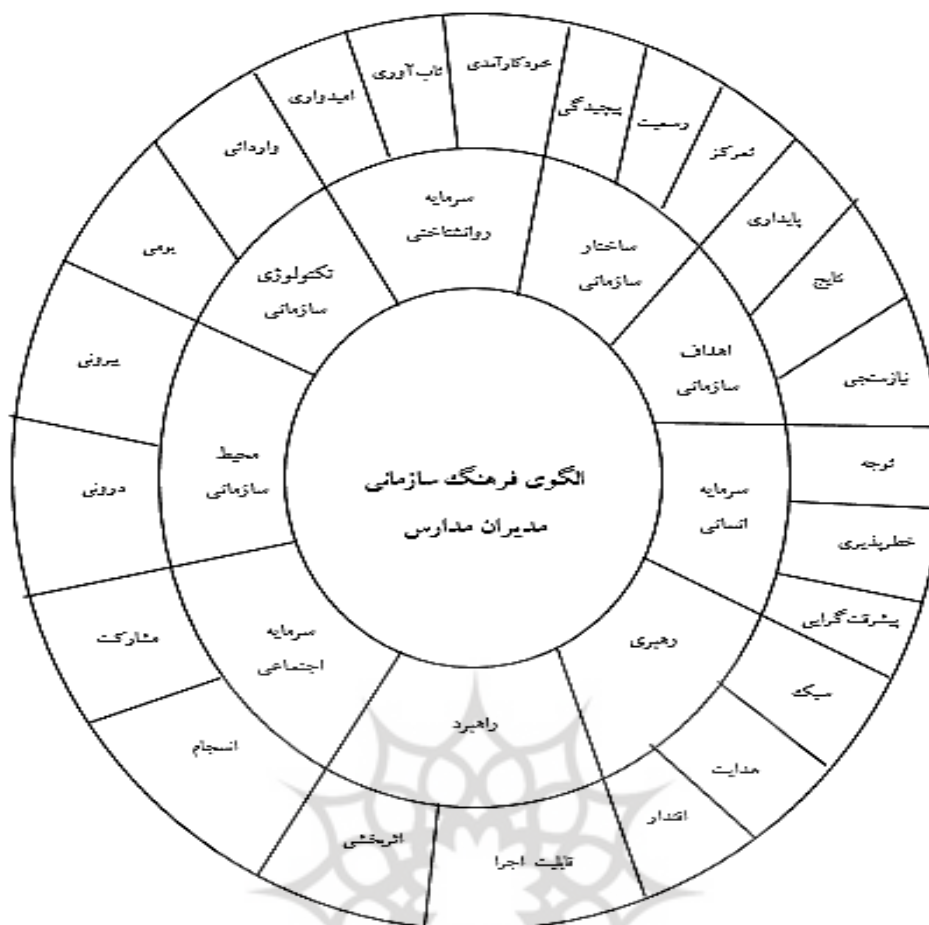 الگوی فرهنگ سازمانی
مدیران مدارس
سرمایه
روانشناختی
ساختار
سازمانی
اهداف
سازمانی
سرمایه
انسانی
رهبری
راهبرد
سرمایه
اجتماعی
محیط
سازمانی
تکنولوژی
سازمانی
خودکارآمدی
پیچیدگی
رسمیت
تمرکز
پایداری
نتایج
نیازسنجی
توجه
خطرپذیری
پیشرفت‌گرایی
سبک
هدایت
اقتدار
قابلیت اجرا
اثربخشی
انسجام
مشارکت
درونی
بیرونی
بومی
وارداتی
امیدواری
تاب‌آوری